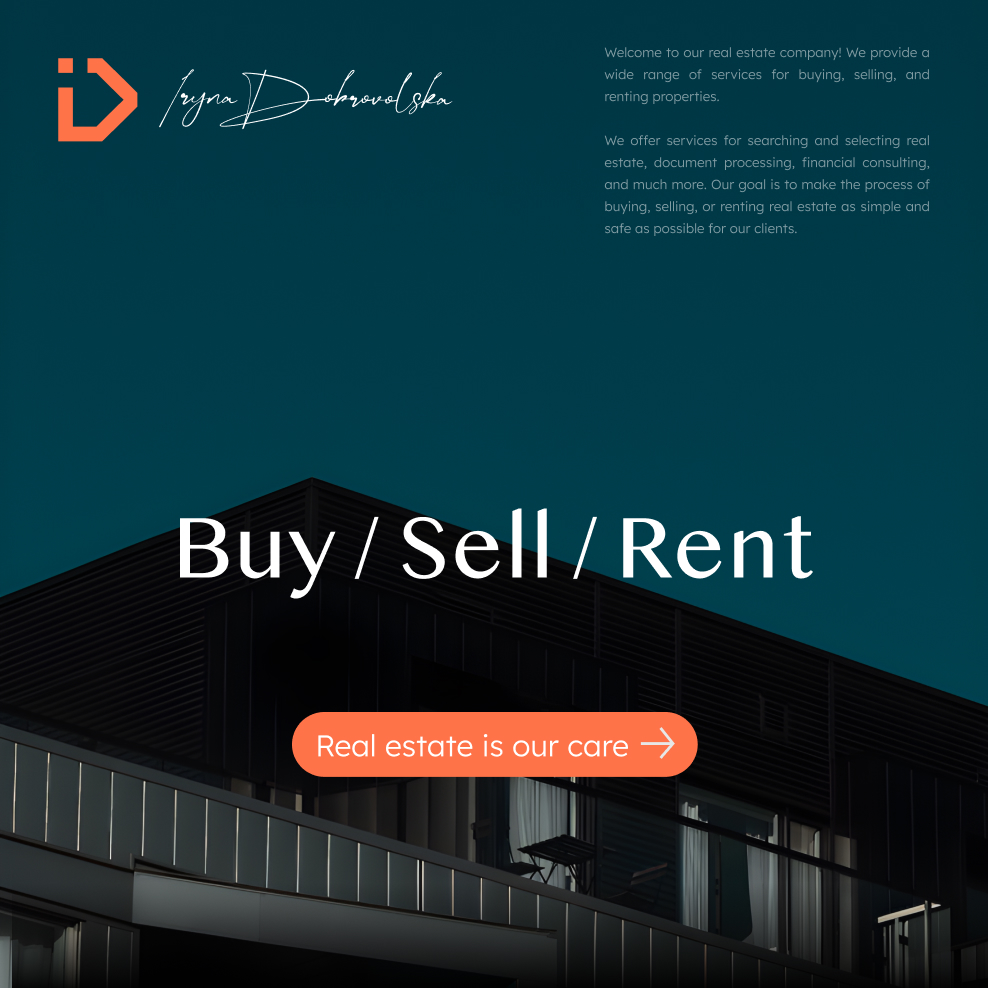 Iryna Dobrovolska
Welcome to our real estate company! We provide a
wide range of services for buying, selling, and
renting properties.
We offer services for searching and selecting real
estate, document processing, financial consulting,
and much more. Our goal is to make the process of
buying, selling, or renting real estate as simple and
safe as possible for our clients.
Buy / Sell / Rent
Real estate is our care →